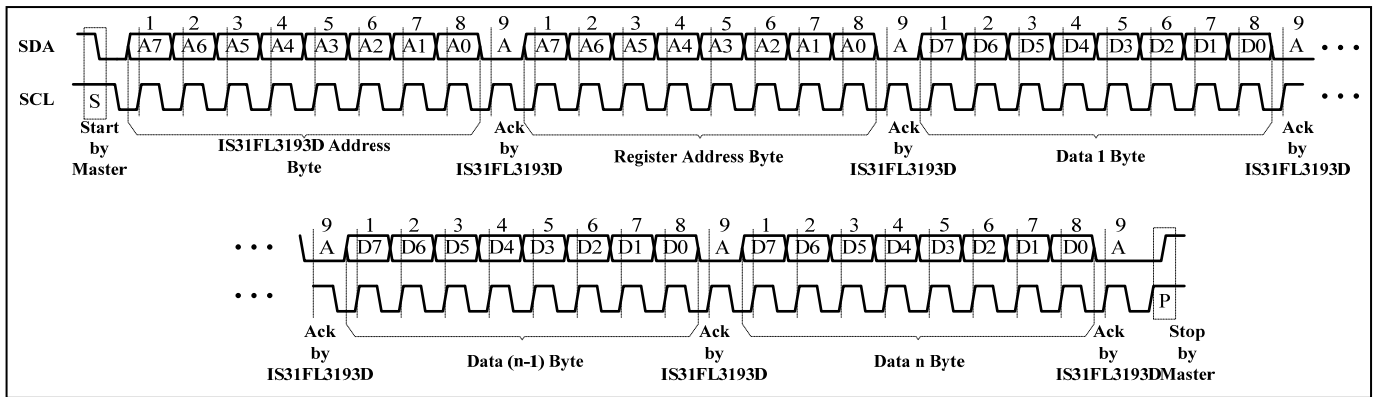 1 2 3 4 5 6 7 8 9 1 2 3 4 5 6 7 8 9 1 2 3 4 5 6 7 8 9
SDA A7 A6 A5 A4 A3 A2 A1 A0 A A7 A6 A5 A4 A3 A2 A1 A0 A D7 D6 D5 D4 D3 D2 D1 D0 A • • •
SCL S • • •
Start
by
Master
IS31FL3193D Address
Byte
Ack
by
IS31FL3193D
Register Address Byte
Ack
by
IS31FL3193D
Data 1 Byte
Ack
by
IS31FL3193D
9 1 2 3 4 5 6 7 8 9 1 2 3 4 5 6 7 8 9
• • • A D7 D6 D5 D4 D3 D2 D1 D0 A D7 D6 D5 D4 D3 D2 D1 D0 A
• • • P
Ack
by
IS31FL3193D
Data (n-1) Byte
Ack
by
IS31FL3193D
Data n Byte
Ack
by
IS31FL3193D
Stop
by
Master